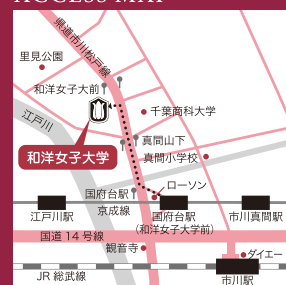 ACCESS MAP
県道市川松戸線
里見公園
和洋女子大前
江戸川
千葉商科大学
真間山下
和洋女子大学
真間小学校
国府台駅
ローソン
京成線
江戸川駅
国府台駅
(和洋女子大学前)
市川真間駅
国道14号線
観音寺
ダイエー
JR 総武線
市川駅